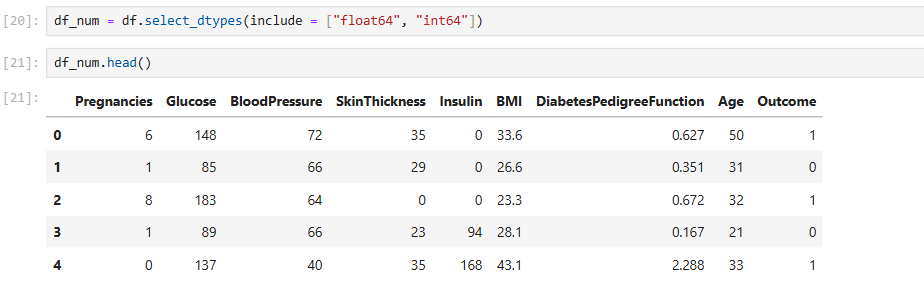 [20]: df_num = df.select_dtypes(include = ["float64", "int64"])
[21]: df_num.head()
[21]:
Pregnancies Glucose BloodPressure SkinThickness Insulin BMI DiabetesPedigreeFunction Age Outcome
0 6 148 72 35 0 33.6 0.627 50 1
1 1 85 66 29 0 26.6 0.351 31 0
2 8 183 64 0 0 23.3 0.672 32 1
3 1 89 66 23 94 28.1 0.167 21 0
4 0 137 40 35 168 43.1 2.288 33 1